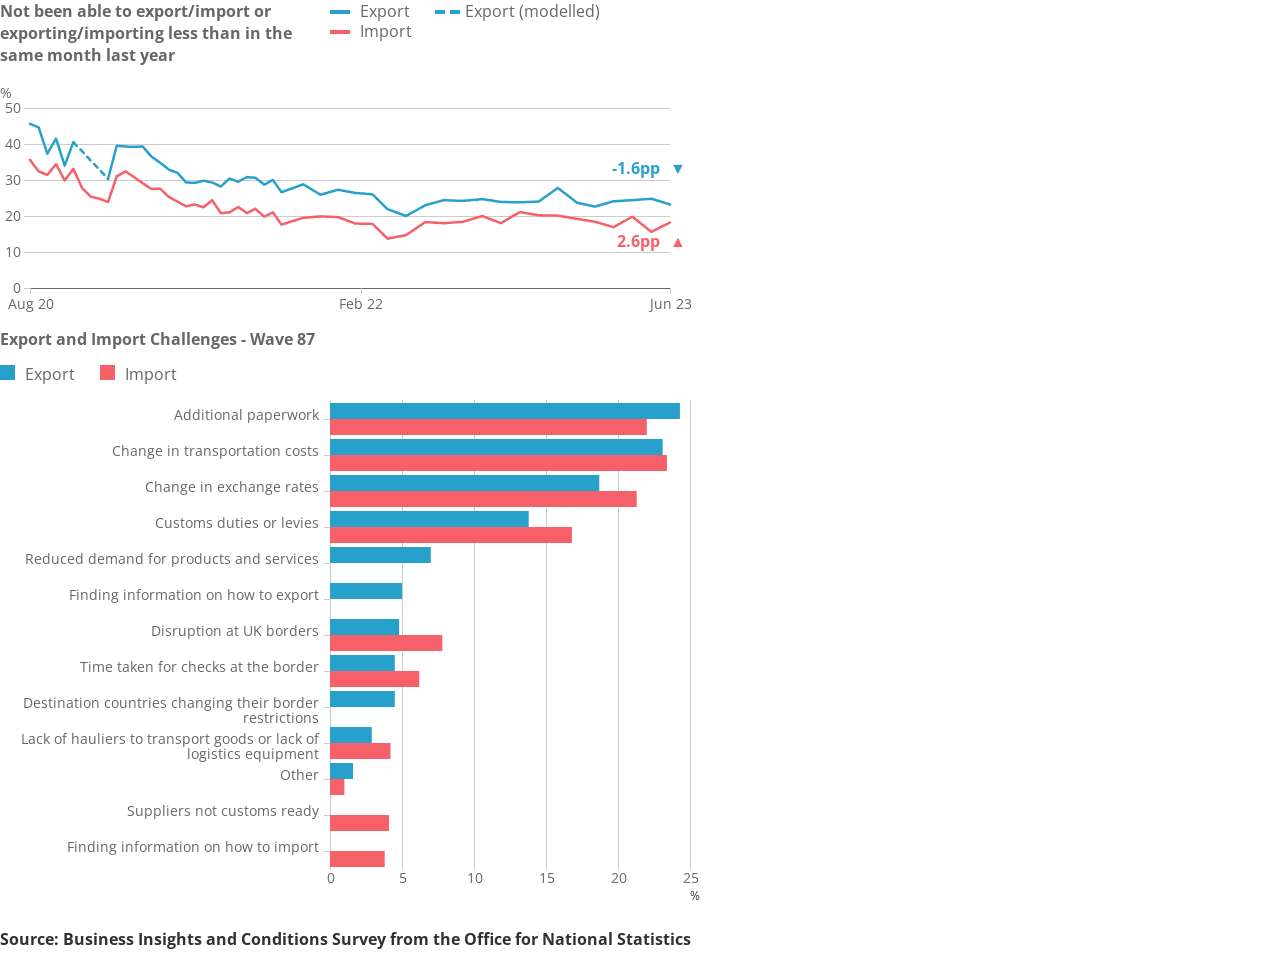 Not been able to export/import or
exporting/importing less than in the
same month last year
Export
Export (modelled)
Import
%
50
40
30
20
10
0
-1.6pp ▼
2.6pp ▲
Aug 20
Feb 22
Jun 23
Export and Import Challenges - Wave 87
Export
Import
Additional paperwork
Change in transportation costs
Change in exchange rates
Customs duties or levies
Reduced demand for products and services
Finding information on how to export
Disruption at UK borders
Time taken for checks at the border
Destination countries changing their border
restrictions
Lack of hauliers to transport goods or lack of
logistics equipment
Other
Suppliers not customs ready
Finding information on how to import
0
5
10
15
20
25
%
Source: Business Insights and Conditions Survey from the Office for National Statistics